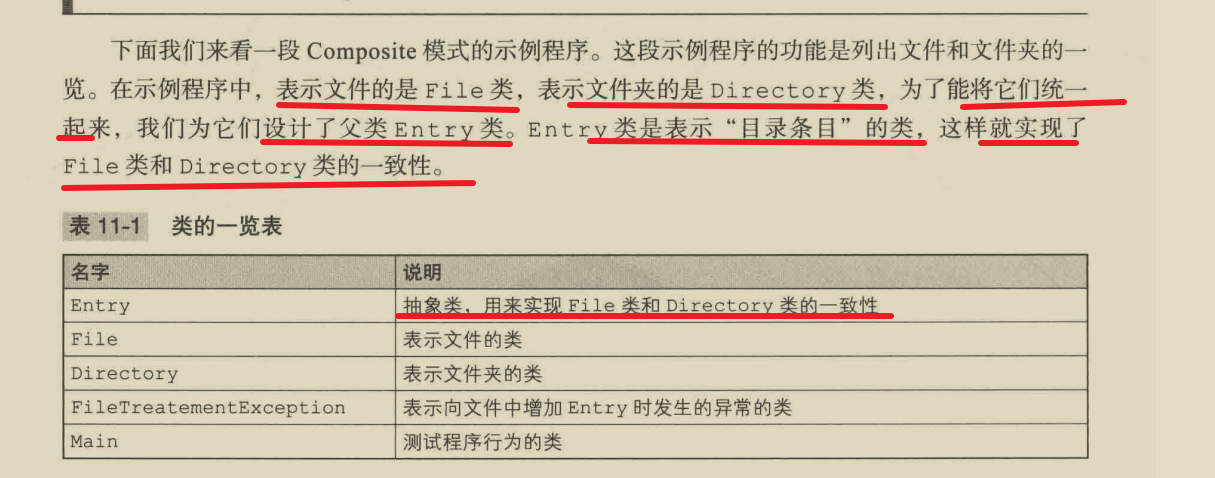 下面我们来看一段 Composite 模式的示例程序。这段示例程序的功能是列出文件和文件夹的一
览。在示例程序中，表示文件的是 File 类，表示文件夹的是 Directory 类，为了能将它们统一
起来，我们为它们设计了父类 Entry 类。Entry 类是表示“目录条目”的类，这样就实现了
File 类和 Directory 类的一致性。
表 11-1 类的一览表
名字 说明
Entry 抽象类，用来实现 File 类和 Directory 类的一致性
File 表示文件的类
Directory 表示文件夹的类
FileTreatementException 表示向文件中增加 Entry 时发生的异常的类
Main 测试程序行为的类